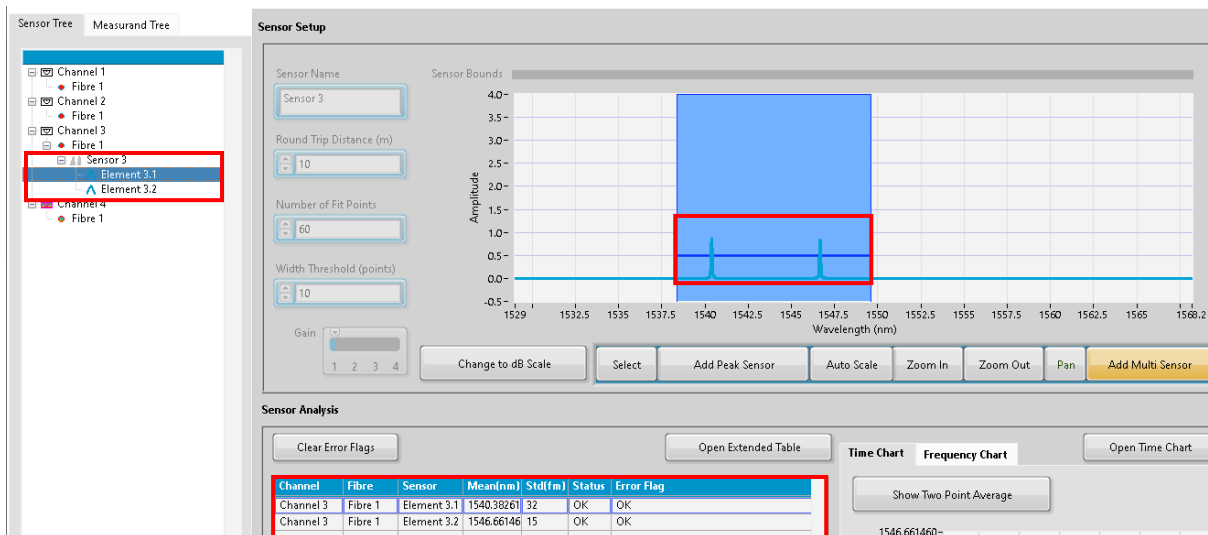 Sensor Tree Measurand Tree
Channel 1
Fibre 1
Channel 2
Fibre 1
Channel 3
Fibre 1
Sensor 3
Element 3.1
Element 3.2
Channel 4
Fibre 1
Sensor Setup
Sensor Name
Sensor 3
Round Trip Distance (m)
10
Number of Fit Points
60
Width Threshold (points)
10
Gain
1 2 3 4
Sensor Bounds
Amplitude
4.0
3.5
3.0
2.5
2.0
1.5
1.0
0.5
0.0
-0.5
1529 1532.5 1535 1537.5 1540 1542.5 1545 1547.5 1550 1552.5 1555 1557.5 1560 1562.5 1565 1568.2
Wavelength (nm)
Change to dB Scale Select Add Peak Sensor Auto Scale Zoom In Zoom Out Pan Add Multi Sensor
Sensor Analysis
Clear Error Flags Open Extended Table
Channel Fibre Sensor Mean(nm) Std(fm) Status Error Flag
Channel 3 Fibre 1 Element 3.1 1540.38261 32 OK OK
Channel 3 Fibre 1 Element 3.2 1546.66146 15 OK OK
Time Chart Frequency Chart Open Time Chart
Show Two Point Average
1546.661460